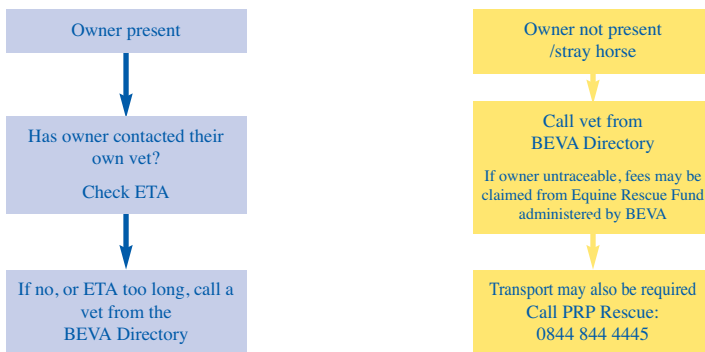 Owner present
Has owner contacted their
own vet?
Check ETA
If no, or ETA too long, call a
vet from the
BEVA Directory
Owner not present
/stray horse
Call vet from
BEVA Directory
If owner untraceable, fees may be
claimed from Equine Rescue Fund
administered by BEVA
Transport may also be required
Call PRP Rescue:
0844 844 4445